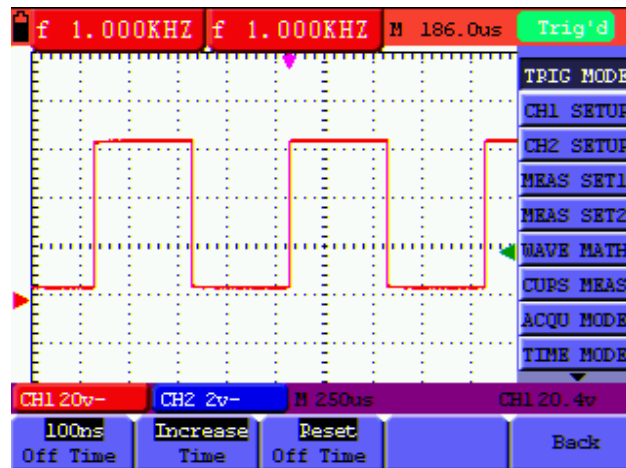 f 1.000KHZ f 1.000KHZ M 186.0us Trig'd
TRIG MODE
CH1 SETUP
CH2 SETUP
MEAS SET1
MEAS SET2
WAVE MATH
CURS MEAS
ACQU MODE
TIME MODE
CH1 20v- CH2 2v- M 250us CH1 20.4v
100ns Increase Reset
Off Time Time Off Time Back